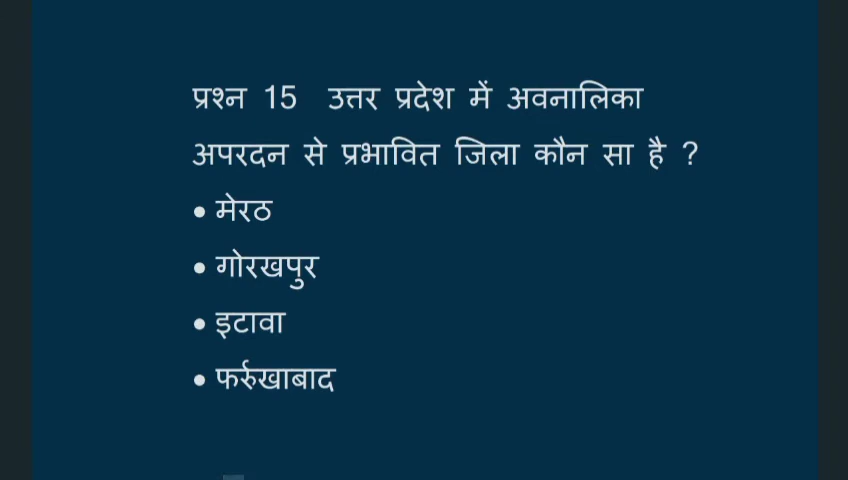 प्रश्न 15 उत्तर प्रदेश में अवनालिका
अपरदन से प्रभावित जिला कौन सा है ?
• मेरठ
• गोरखपुर
• इटावा
• फर्रुखाबाद